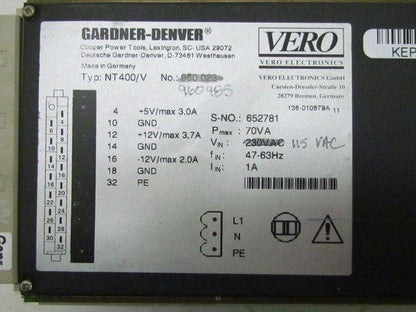 GARDNER-DENVER®
Cooper Power Tools, Lexington, SC- USA 29072
Deutsche Gardner-Denver, D-73461 Westhausen
Made in Germany
Typ: NT400/V No.: 960 029
960485
VERO
VERO ELECTRONICS
VERO ELECTRONICS GmbH
Carsten-Dressler-Straße 10
28279 Bremen, Germany
138-010879A 11
KEP
4 +5V/max 3,0A
10 GND
12 +12V/max 3,7A
14 GND
16 -12V/max 2,0A
18 GND
32 PE
S-NO.: 652781
Pmax 70VA
VIN: 230VAC 115 VAC
fIN: 47-63Hz
IIN: 1A
L1
N
PE